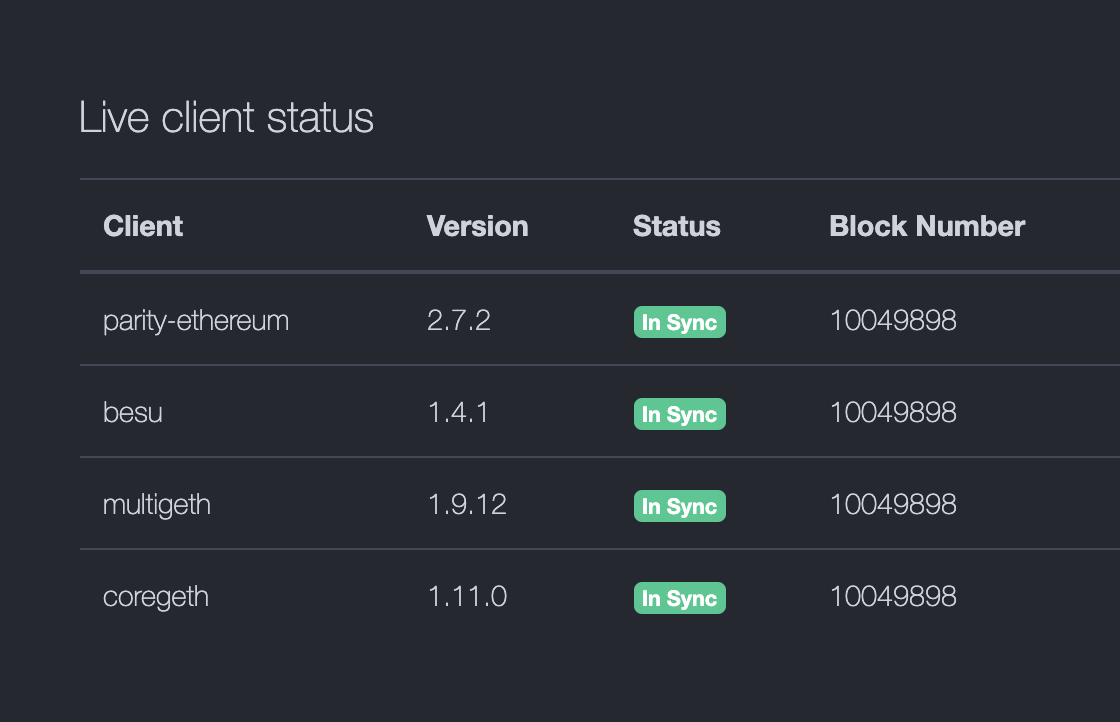 Live client status
Client Version Status Block Number
parity-ethereum 2.7.2 In Sync 10049898
besu 1.4.1 In Sync 10049898
multigeth 1.9.12 In Sync 10049898
coregeth 1.11.0 In Sync 10049898